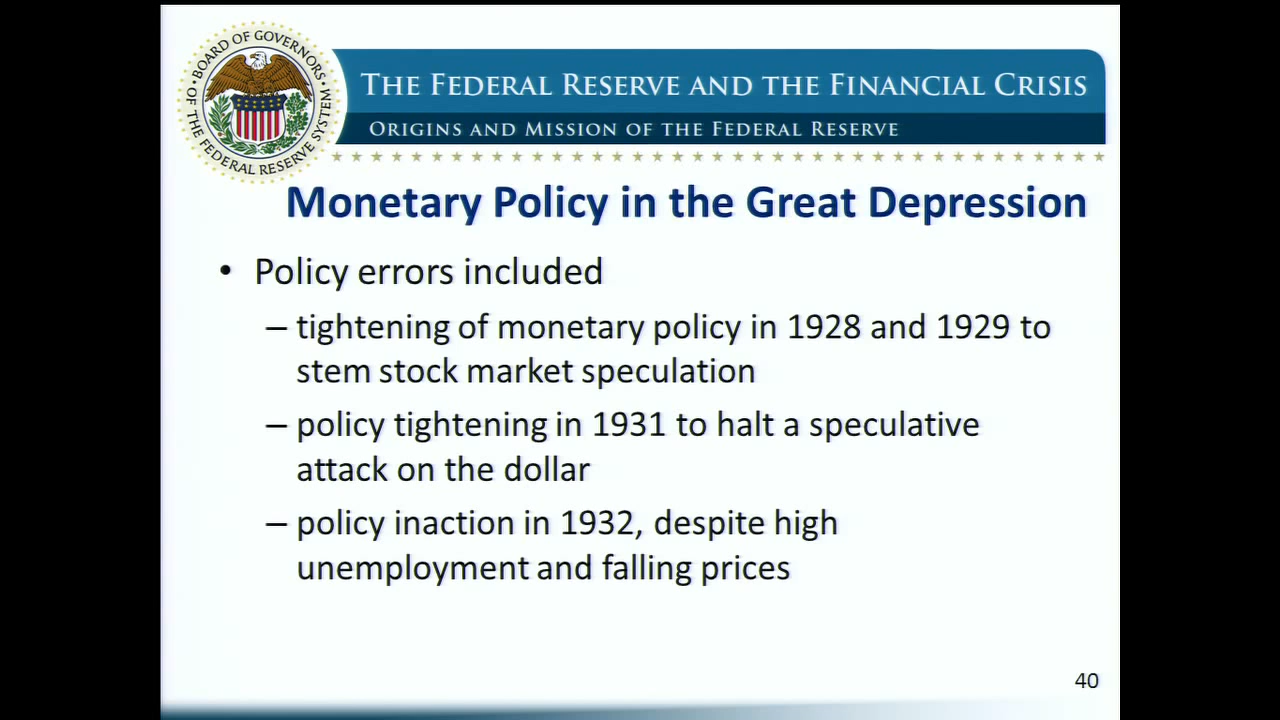 BOARD OF GOVERNORS
OF THE FEDERAL RESERVE SYSTEM
THE FEDERAL RESERVE AND THE FINANCIAL CRISIS
ORIGINS AND MISSION OF THE FEDERAL RESERVE
Monetary Policy in the Great Depression
• Policy errors included
– tightening of monetary policy in 1928 and 1929 to
stem stock market speculation
– policy tightening in 1931 to halt a speculative
attack on the dollar
– policy inaction in 1932, despite high
unemployment and falling prices
40